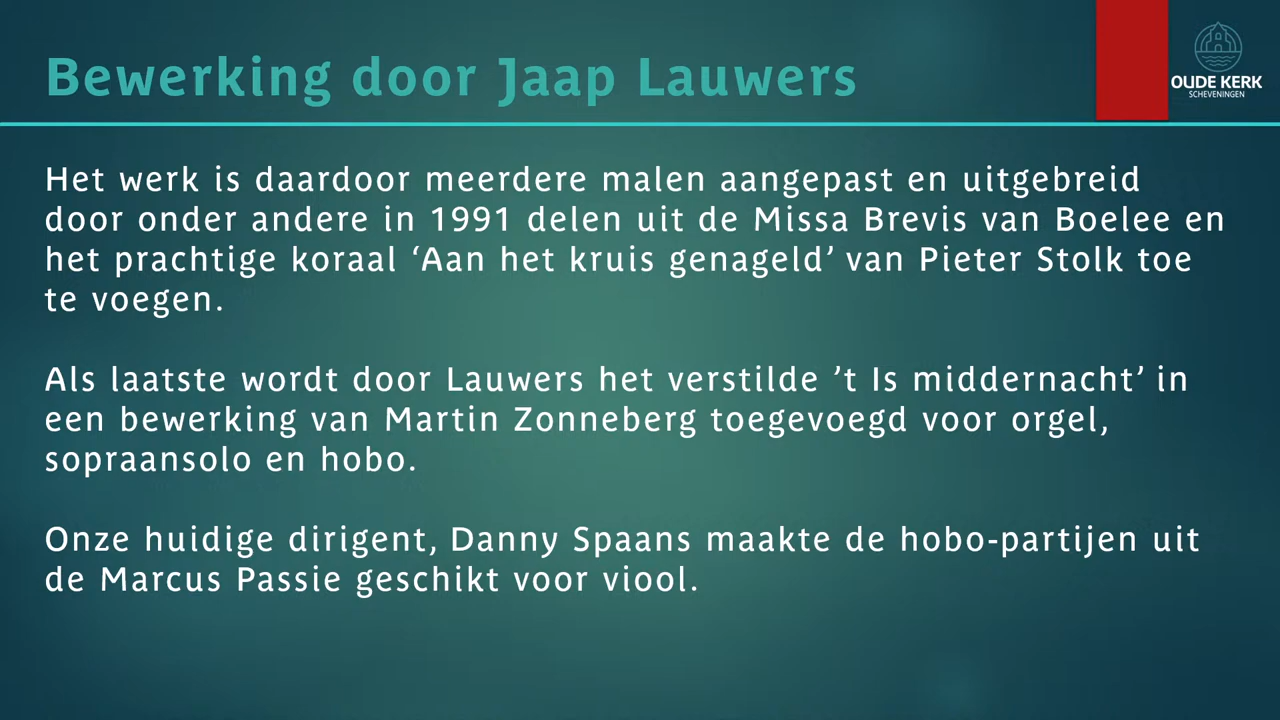 Bewerking door Jaap Lauwers
OUDE KERK
SCHEVENINGEN
Het werk is daardoor meerdere malen aangepast en uitgebreid
door onder andere in 1991 delen uit de Missa Brevis van Boelee en
het prachtige koraal ‘Aan het kruis genageld’ van Pieter Stolk toe
te voegen.
Als laatste wordt door Lauwers het verstilde ’t Is middernacht’ in
een bewerking van Martin Zonneberg toegevoegd voor orgel,
sopraansolo en hobo.
Onze huidige dirigent, Danny Spaans maakte de hobo-partijen uit
de Marcus Passie geschikt voor viool.